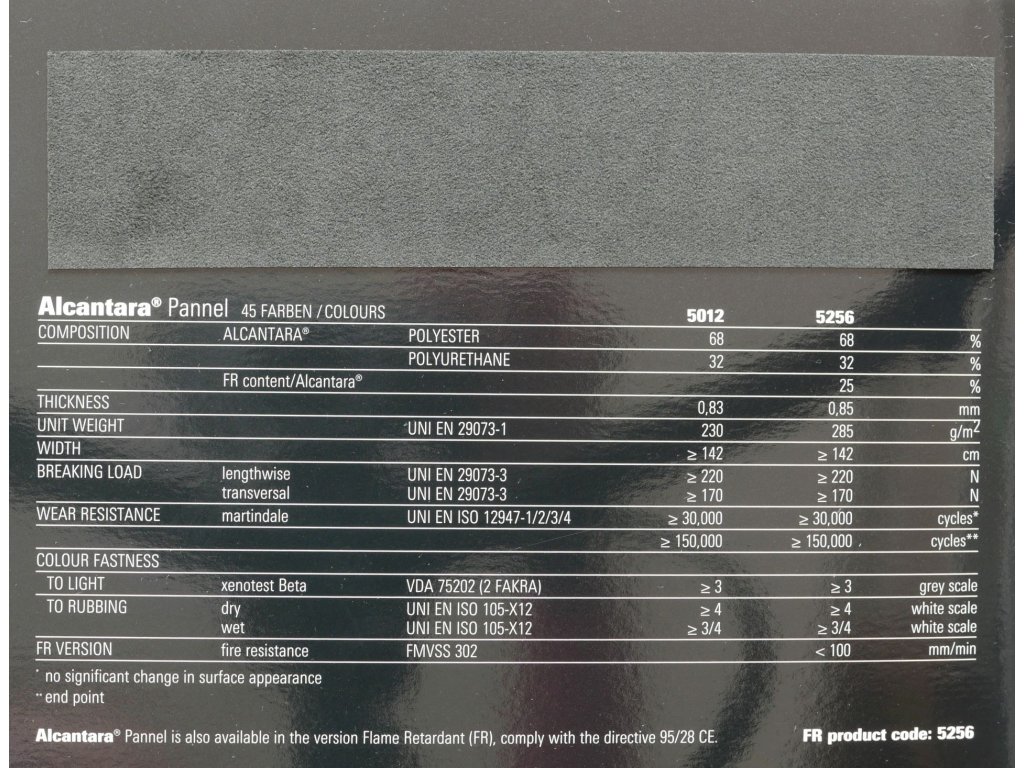 Alcantara® Pannel 45 FARBEN / COLOURS 5012 5256
COMPOSITION ALCANTARA® POLYESTER 68 68 %
POLYURETHANE 32 32 %
FR content/Alcantara® 25 %
THICKNESS 0,83 0,85 mm
UNIT WEIGHT UNI EN 29073-1 230 285 g/m²
WIDTH ≥ 142 ≥ 142 cm
BREAKING LOAD lengthwise UNI EN 29073-3 ≥ 220 ≥ 220 N
transversal UNI EN 29073-3 ≥ 170 ≥ 170 N
WEAR RESISTANCE martindale UNI EN ISO 12947-1/2/3/4 ≥ 30,000 ≥ 30,000 cycles*
≥ 150,000 ≥ 150,000 cycles**
COLOUR FASTNESS
TO LIGHT xenotest Beta VDA 75202 (2 FAKRA) ≥ 3 ≥ 3 grey scale
TO RUBBING dry UNI EN ISO 105-X12 ≥ 4 ≥ 4 white scale
wet UNI EN ISO 105-X12 ≥ 3/4 ≥ 3/4 white scale
FR VERSION fire resistance FMVSS 302 < 100 mm/min
* no significant change in surface appearance
** end point
Alcantara® Pannel is also available in the version Flame Retardant (FR), comply with the directive 95/28 CE. FR product code: 5256